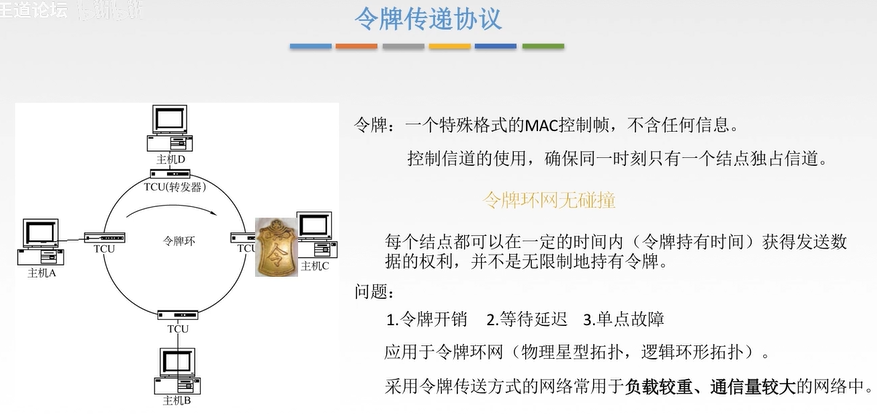 王道论坛
令牌传递协议
令牌：一个特殊格式的MAC控制帧，不含任何信息。
控制信道的使用，确保同一时刻只有一个结点独占信道。
令牌环网无碰撞
每个结点都可以在一定的时间内（令牌持有时间）获得发送数
据的权利，并不是无限制地持有令牌。
问题：
1.令牌开销 2.等待延迟 3.单点故障
应用于令牌环网（物理星型拓扑，逻辑环形拓扑）。
采用令牌传送方式的网络常用于负载较重、通信量较大的网络中。
主机D
TCU(转发器)
令牌环
TCU
主机A
TCU
令
主机C
TCU
主机B